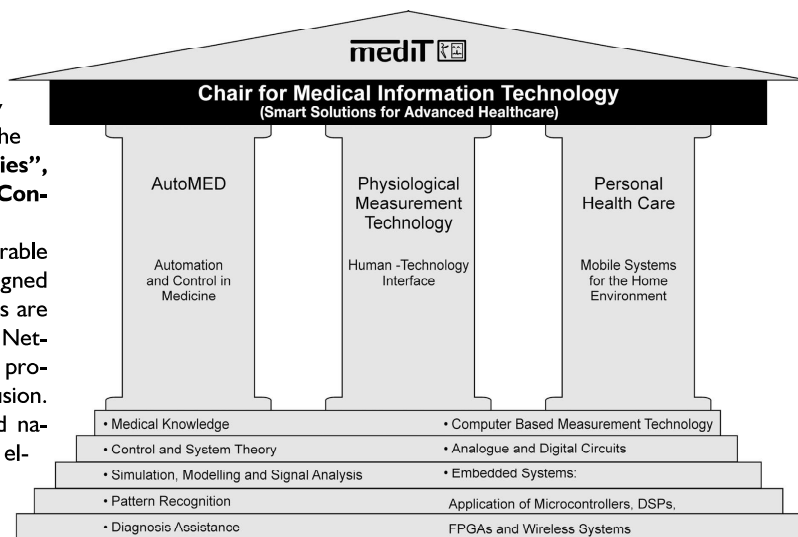 he
ies",
Con-
rable
igned
s are
Net-
pro-
usion.
d na-
el-
mediT
Chair for Medical Information Technology
(Smart Solutions for Advanced Healthcare)
AutoMED
Automation
and Control in
Medicine
Physiological
Measurement
Technology
Human -Technology
Interface
Personal
Health Care
Mobile Systems
for the Home
Environment
• Medical Knowledge
• Control and System Theory
• Simulation, Modelling and Signal Analysis
• Pattern Recognition
- Diagnosis Assistance
• Computer Based Measurement Technology
• Analogue and Digital Circuits
• Embedded Systems:
Application of Microcontrollers, DSPs,
FPGAs and Wireless Systems